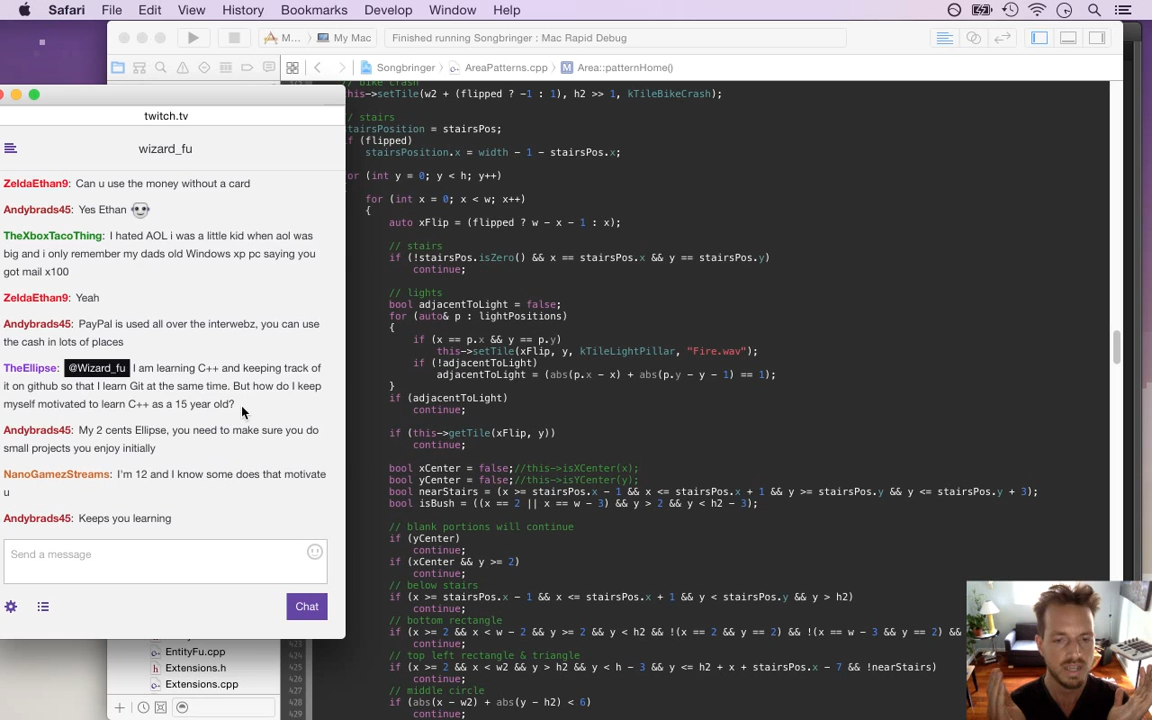 Safari File Edit View History Bookmarks Develop Window Help
M... My Mac Finished running Songbringer : Mac Rapid Debug
Songbringer AreaPatterns.cpp M Area::patternHome()
twitch.tv
wizard_fu
ZeldaEthan9: Can u use the money without a card
Andybrads45: Yes Ethan
TheXboxTacoThing: I hated AOL i was a little kid when aol was
big and i only remember my dads old Windows xp pc saying you
got mail x100
ZeldaEthan9: Yeah
Andybrads45: PayPal is used all over the interwebz, you can use
the cash in lots of places
TheEllipse: @Wizard_fu I am learning C++ and keeping track of
it on github so that I learn Git at the same time. But how do I keep
myself motivated to learn C++ as a 15 year old?
Andybrads45: My 2 cents Ellipse, you need to make sure you do
small projects you enjoy initially
NanoGamezStreams: I'm 12 and I know some does that motivate
u
Andybrads45: Keeps you learning
Send a message
Chat
EntityFu.cpp
h Extensions.h
Extensions.cpp
// bike crash
this->setTile(w2 + (flipped ? -1 : 1), h2 >> 1, kTileBikeCrash);
// stairs
stairsPosition = stairsPos;
if (flipped)
stairsPosition.x = width - 1 - stairsPos.x;
for (int y = 0; y < h; y++)
for (int x = 0; x < w; x++)
{
auto xFlip = (flipped ? w - x - 1 : x);
// stairs
if (!stairsPos.isZero() && x == stairsPos.x && y == stairsPos.y)
continue;
// lights
bool adjacentToLight = false;
for (auto& p : lightPositions)
{
if (x == p.x && y == p.y)
this->setTile(xFlip, y, kTileLightPillar, "Fire.wav");
if (!adjacentToLight)
adjacentToLight = (abs(p.x - x) + abs(p.y - y - 1) == 1);
}
if (adjacentToLight)
continue;
if (this->getTile(xFlip, y))
continue;
bool xCenter = false;//this->isXCenter(x);
bool yCenter = false;//this->isYCenter(y);
bool nearStairs = (x >= stairsPos.x - 1 && x <= stairsPos.x + 1 && y >= stairsPos.y && y <= stairsPos.y + 3);
bool isBush = ((x == 2 || x == w - 3) && y > 2 && y < h2 - 3);
// blank portions will continue
if (yCenter)
continue;
if (xCenter && y >= 2)
continue;
// below stairs
if (x >= stairsPos.x - 1 && x <= stairsPos.x + 1 && y < stairsPos.y && y > h2)
continue;
// bottom rectangle
if (x >= 2 && x < w - 2 && y >= 2 && y < h2 && !(x == 2 && y == 2) && !(x == w - 3 && y == 2) &&
continue;
// top left rectangle & triangle
if (x >= 2 && x < w2 && y > h2 && y < h - 3 && y <= h2 + x + stairsPos.x - 7 && !nearStairs)
continue;
// middle circle
if (abs(x - w2) + abs(y - h2) < 6)
continue;
423
424
425
426
427
428
429